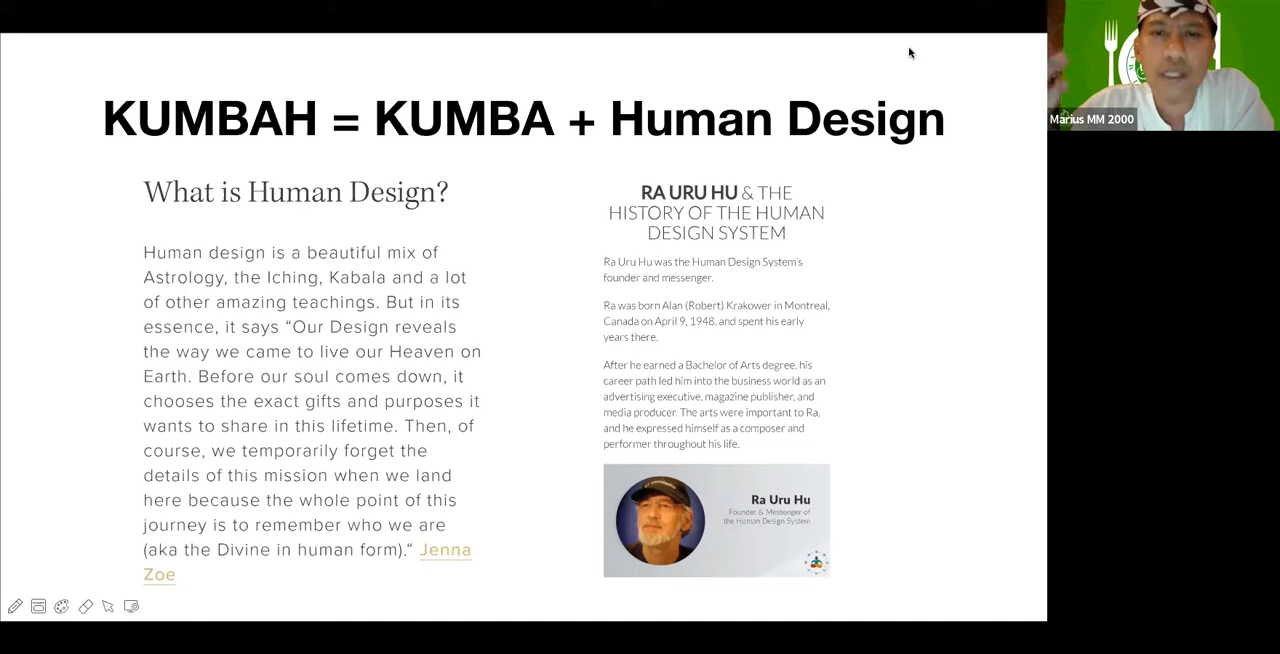 KUMBAH = KUMBA + Human Design
What is Human Design?
Human design is a beautiful mix of
Astrology, the Iching, Kabala and a lot
of other amazing teachings. But in its
essence, it says “Our Design reveals
the way we came to live our Heaven on
Earth. Before our soul comes down, it
chooses the exact gifts and purposes it
wants to share in this lifetime. Then, of
course, we temporarily forget the
details of this mission when we land
here because the whole point of this
journey is to remember who we are
(aka the Divine in human form).“ Jenna
Zoe
RA URU HU & THE
HISTORY OF THE HUMAN
DESIGN SYSTEM
Ra Uru Hu was the Human Design System's
founder and messenger.
Ra was born Alan (Robert) Krakower in Montreal,
Canada on April 9, 1948, and spent his early
years there.
After he earned a Bachelor of Arts degree, his
career path led him into the business world as an
advertising executive, magazine publisher, and
media producer. The arts were important to Ra,
and he expressed himself as a composer and
performer throughout his life.
Ra Uru Hu
Founder & Messenger of
the Human Design System
Marius MM 2000